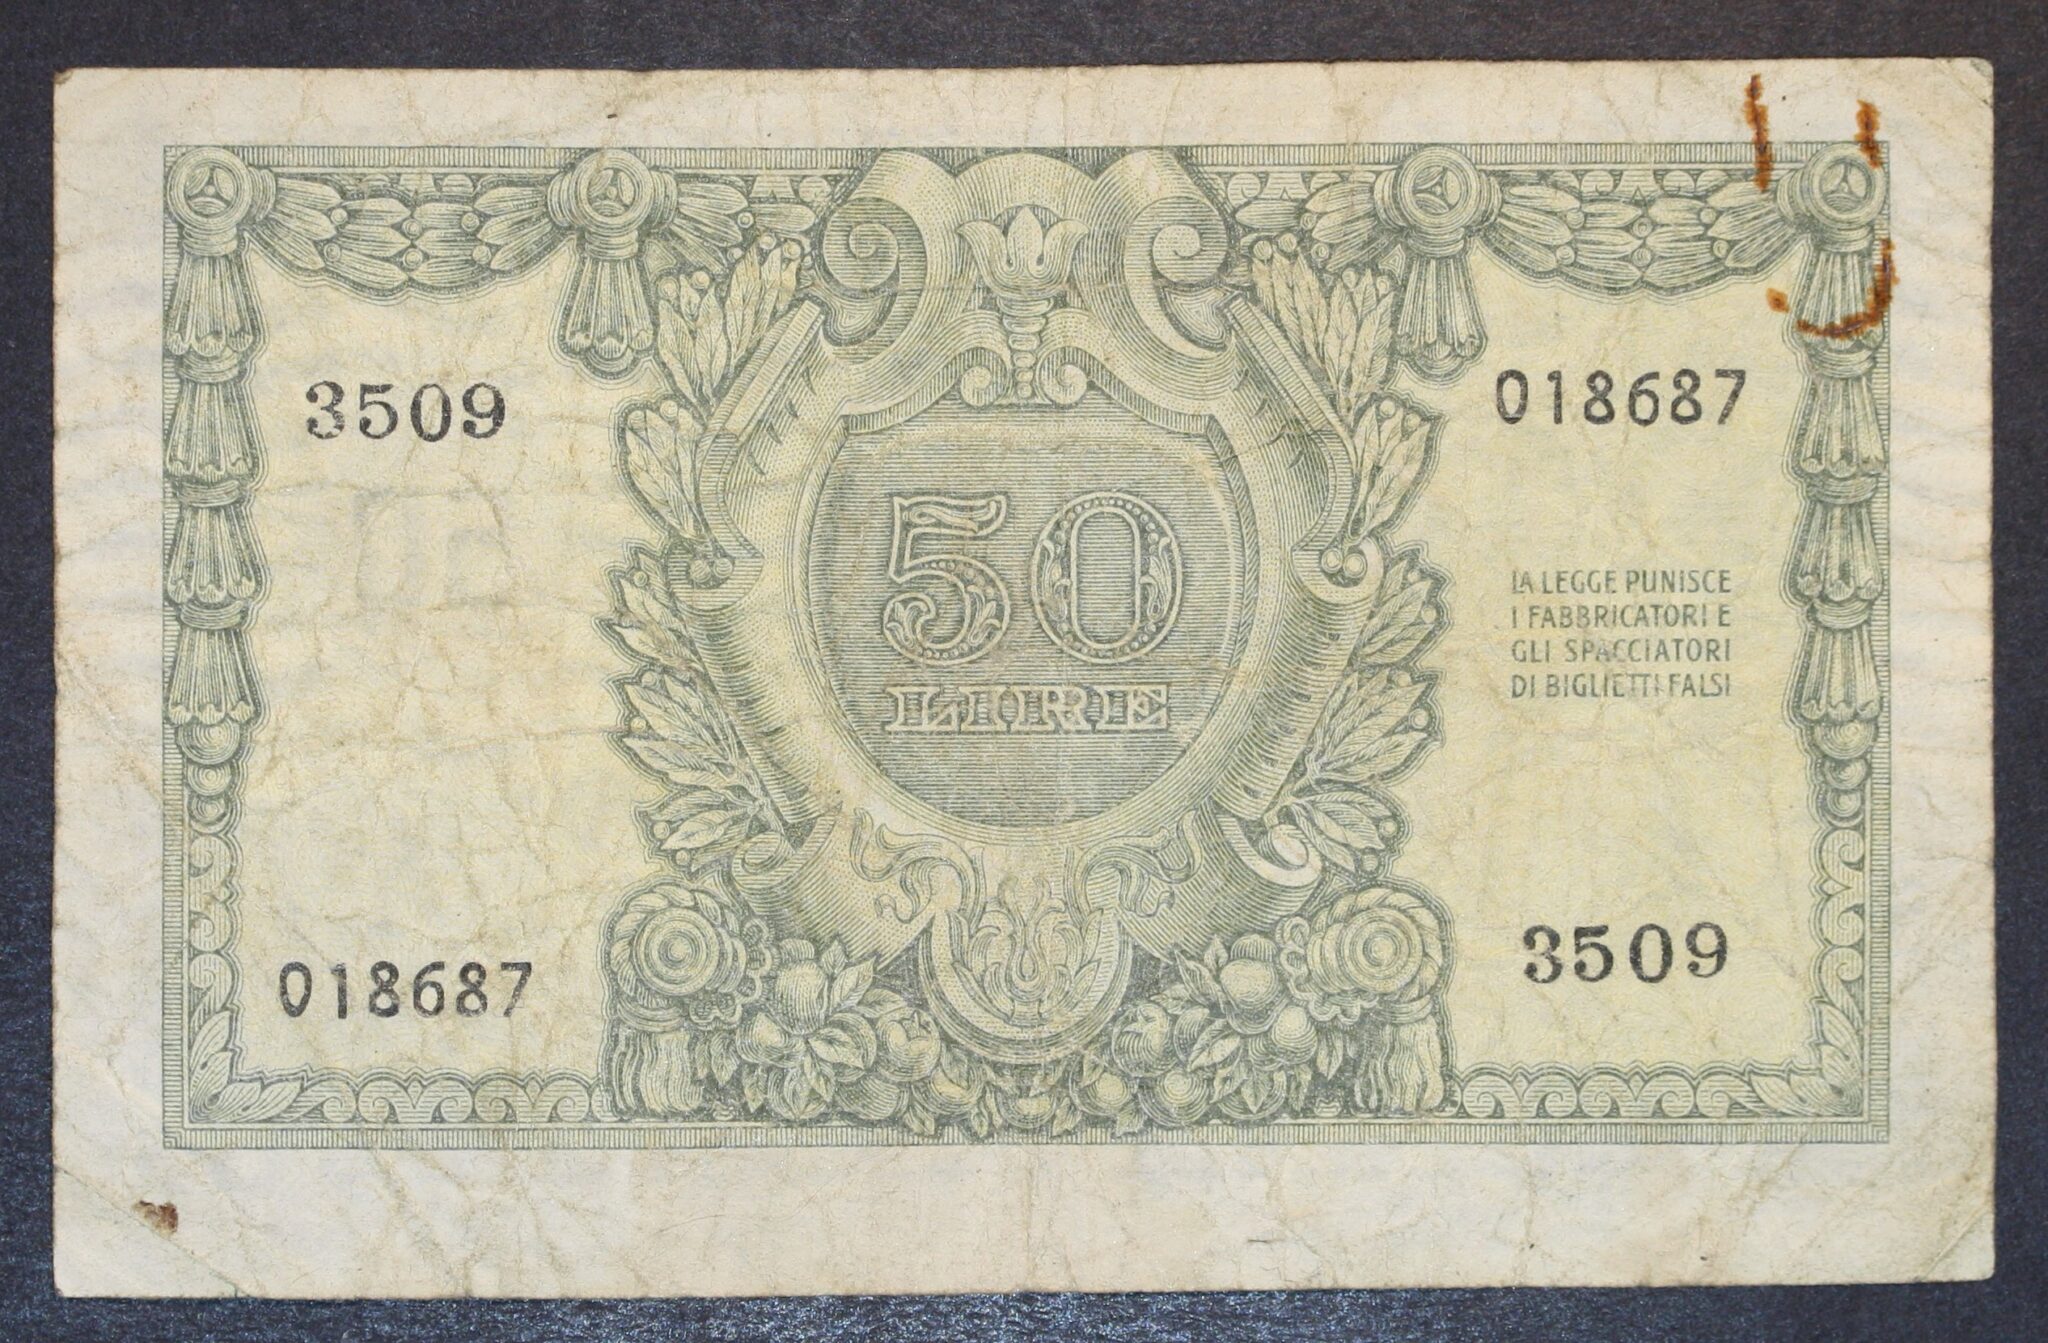 3509
018687
50
LIRE
LA LEGGE PUNISCE
I FABBRICATORI E
GLI SPACCIATORI
DI BIGLIETTI FALSI
018687
3509